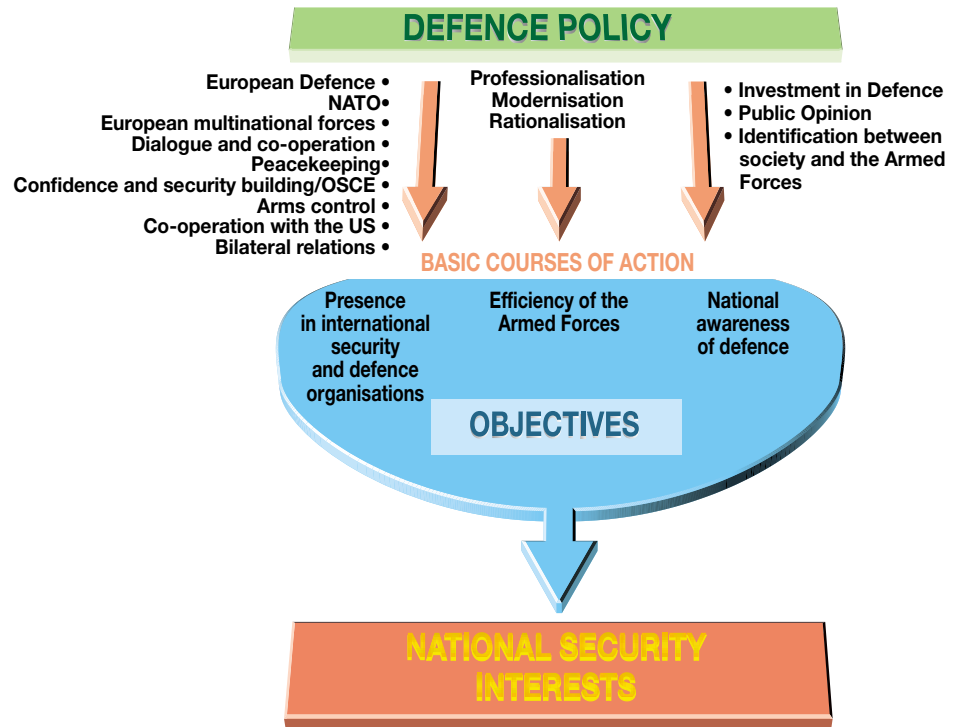 DEFENCE POLICY
European Defence •
NATO•
European multinational forces •
Dialogue and co-operation •
Peacekeeping•
Confidence and security building/OSCE •
Arms control •
Co-operation with the US •
Bilateral relations •
Professionalisation
Modernisation
Rationalisation
• Investment in Defence
• Public Opinion
• Identification between
society and the Armed
Forces
BASIC COURSES OF ACTION
Presence
in international
security
and defence
organisations
Efficiency of the
Armed Forces
National
awareness
of defence
OBJECTIVES
NATIONAL SECURITY
INTERESTS